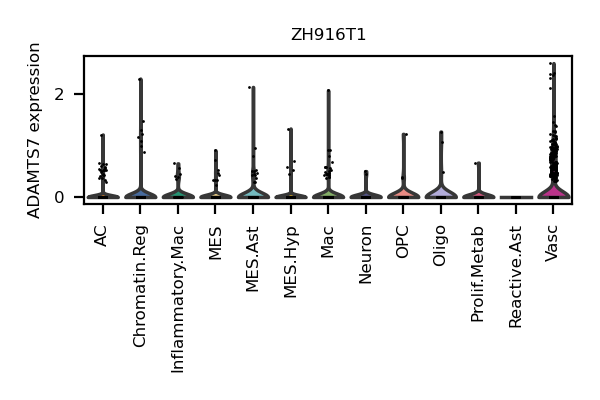 ZH916T1
ADAMTS7 expression
2
0
AC
Chromatin.Reg
Inflammatory.Mac
MES
MES.Ast
MES.Hyp
Mac
Neuron
OPC
Oligo
Prolif.Metab
Reactive.Ast
Vasc